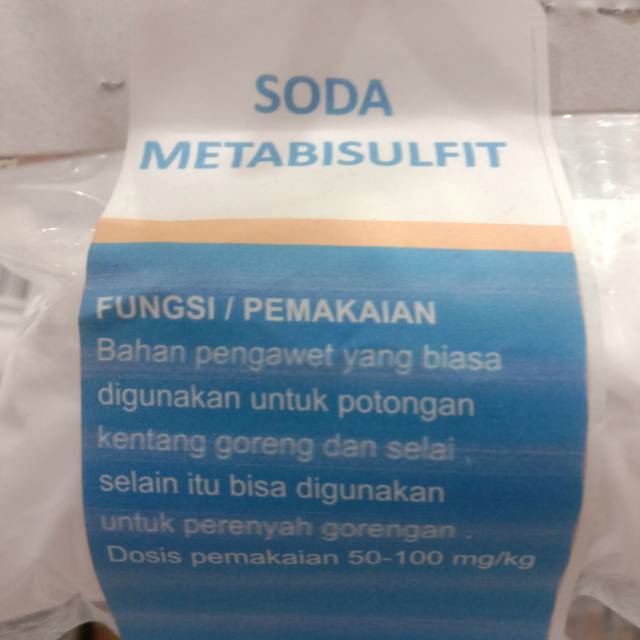 SODA
METABISULFIT
FUNGSI / PEMAKAIAN
Bahan pengawet yang biasa
digunakan untuk potongan
kentang goreng dan selai .
selain itu bisa digunakan
untuk perenyah gorengan .
Dosis pemakaian 50-100 mg/kg